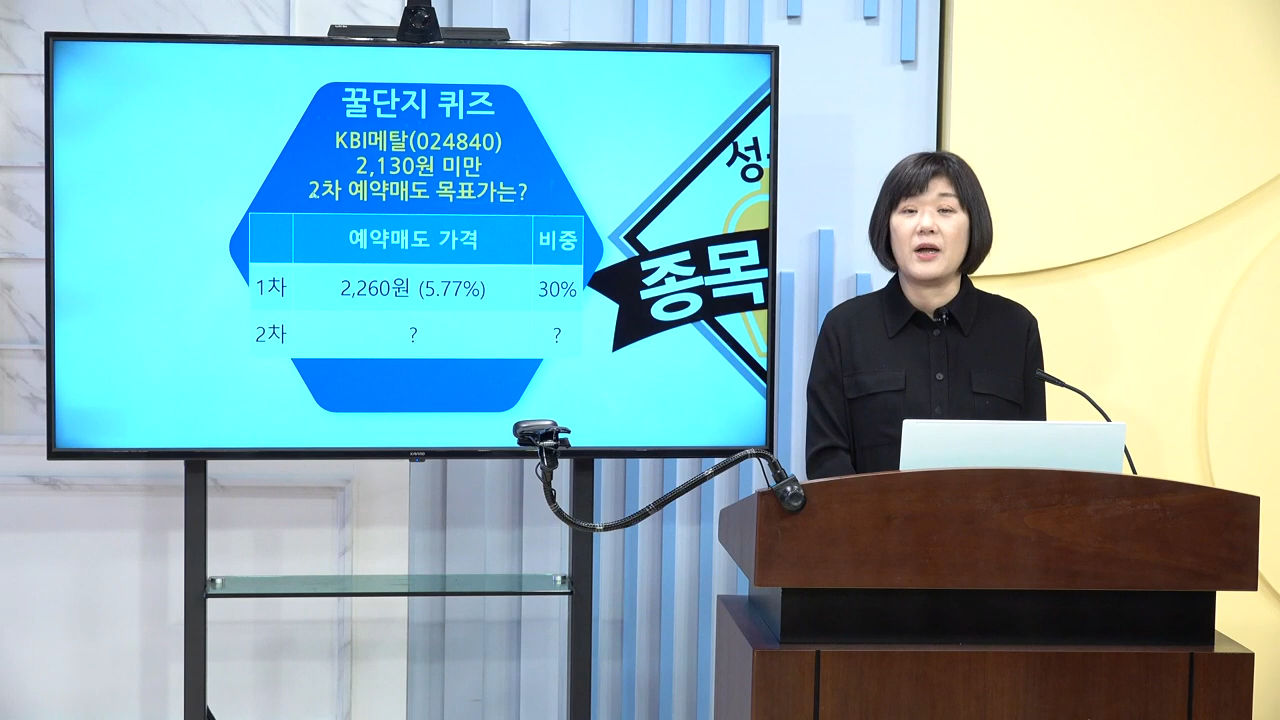 꿀단지 퀴즈
KBI메탈(024840)
2,130원 미만
2차 예약매도 목표가는?
예약매도 가격 비중
1차 2,260원 (5.77%) 30%
2차 ? ?
성
종목